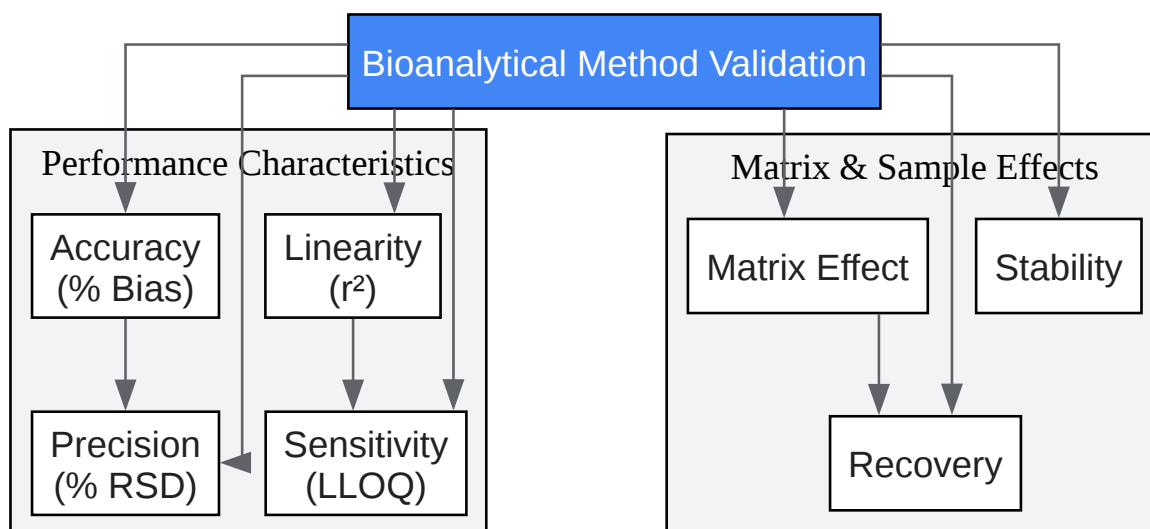 Bioanalytical Method Validation
Performance Characteristics
Accuracy
(% Bias)
Linearity
(r²)
Precision
(% RSD)
Sensitivity
(LLOQ)
Matrix & Sample Effects
Matrix Effect
Stability
Recovery